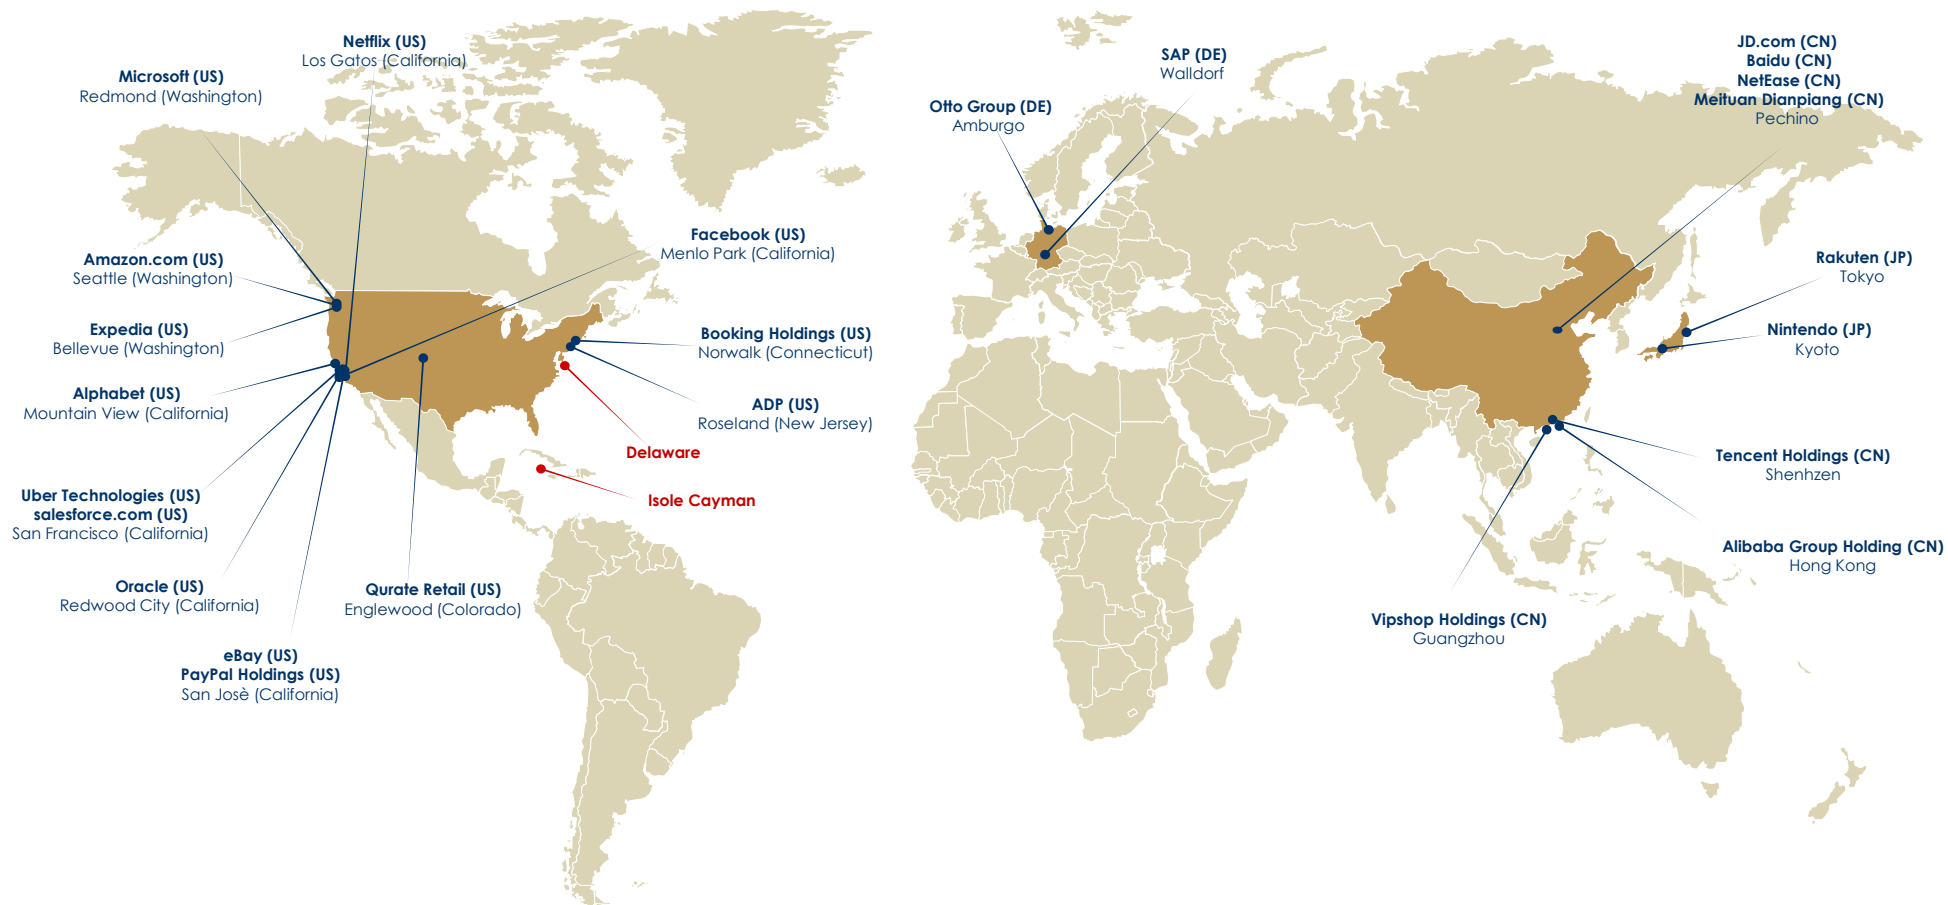 Netflix (US)
Los Gatos (California)
Microsoft (US)
Redmond (Washington)
Amazon.com (US)
Seattle (Washington)
Expedia (US)
Bellevue (Washington)
Alphabet (US)
Mountain View (California)
Uber Technologies (US)
salesforce.com (US)
San Francisco (California)
Oracle (US)
Redwood City (California)
eBay (US)
PayPal Holdings (US)
San Josè (California)
Qurate Retail (US)
Englewood (Colorado)
Facebook (US)
Menlo Park (California)
Booking Holdings (US)
Norwalk (Connecticut)
ADP (US)
Roseland (New Jersey)
Delaware
Isole Cayman
SAP (DE)
Walldorf
Otto Group (DE)
Amburgo
JD.com (CN)
Baidu (CN)
NetEase (CN)
Meituan Dianpiang (CN)
Pechino
Rakuten (JP)
Tokyo
Nintendo (JP)
Kyoto
Tencent Holdings (CN)
Shenhzen
Alibaba Group Holding (CN)
Hong Kong
Vipshop Holdings (CN)
Guangzhou